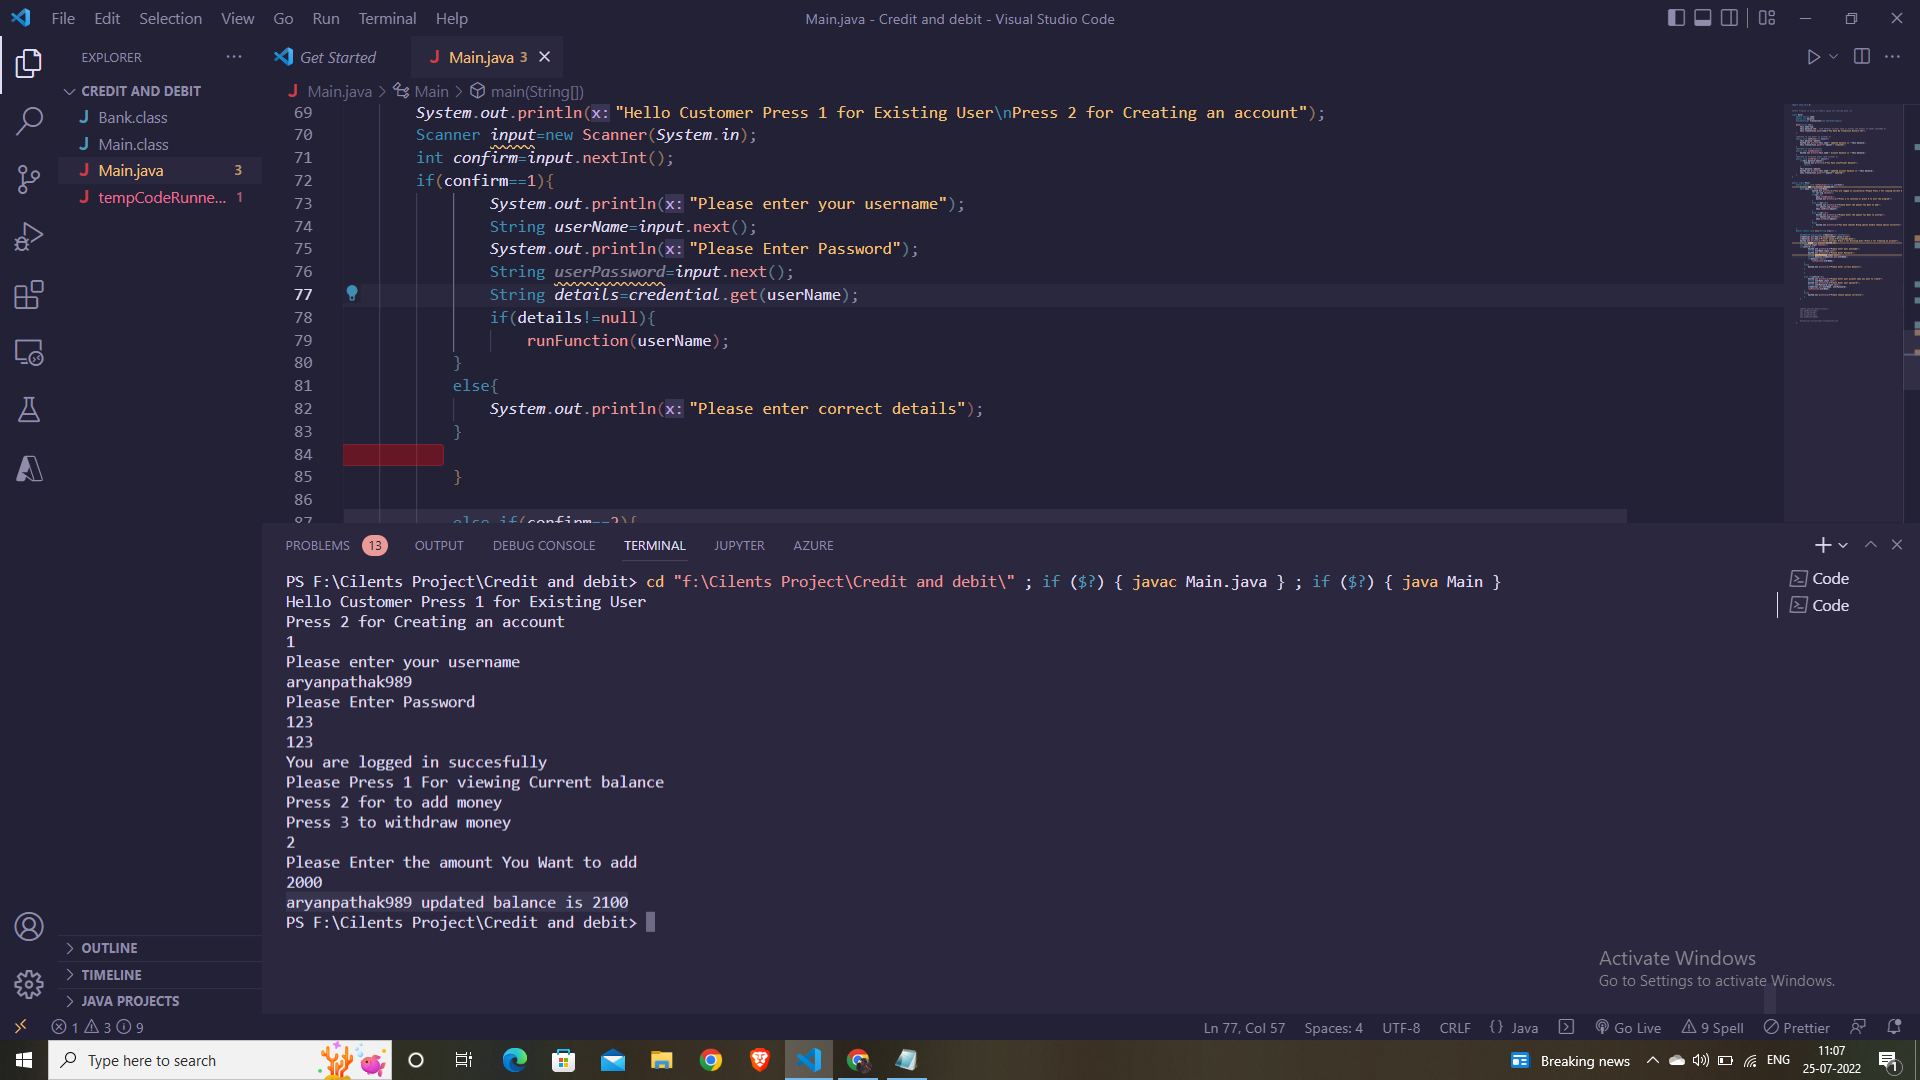 File Edit Selection View Go Run Terminal Help
Main.java - Credit and debit - Visual Studio Code
EXPLORER ...
CREDIT AND DEBIT
J Bank.class
J Main.class
J Main.java 3
J tempCodeRunne... 1
OUTLINE
TIMELINE
JAVA PROJECTS
Get Started
J Main.java 3
J Main.java > Main > main(String[])
69 System.out.println(x: "Hello Customer Press 1 for Existing User\nPress 2 for Creating an account");
70 Scanner input=new Scanner(System.in);
71 int confirm=input.nextInt();
72 if(confirm==1){
73 System.out.println(x: "Please enter your username");
74 String userName=input.next();
75 System.out.println(x: "Please Enter Password");
76 String userPassword=input.next();
77 String details=credential.get(userName);
78 if(details!=null){
79 runFunction(userName);
80 }
81 else{
82 System.out.println(x: "Please enter correct details");
83 }
84
85 }
86
87 else if(confirm==2){
PROBLEMS 13 OUTPUT DEBUG CONSOLE TERMINAL JUPYTER AZURE
PS F:\Cilents Project\Credit and debit> cd "f:\Cilents Project\Credit and debit\" ; if ($?) { javac Main.java } ; if ($?) { java Main }
Hello Customer Press 1 for Existing User
Press 2 for Creating an account
1
Please enter your username
aryanpathak989
Please Enter Password
123
123
You are logged in succesfully
Please Press 1 For viewing Current balance
Press 2 for to add money
Press 3 to withdraw money
2
Please Enter the amount You Want to add
2000
aryanpathak989 updated balance is 2100
PS F:\Cilents Project\Credit and debit>
Code
Code
Activate Windows
Go to Settings to activate Windows.
1 3 9
Ln 77, Col 57 Spaces: 4 UTF-8 CRLF {} Java Go Live 9 Spell Prettier
Type here to search
Breaking news
ENG
11:07
25-07-2022
1